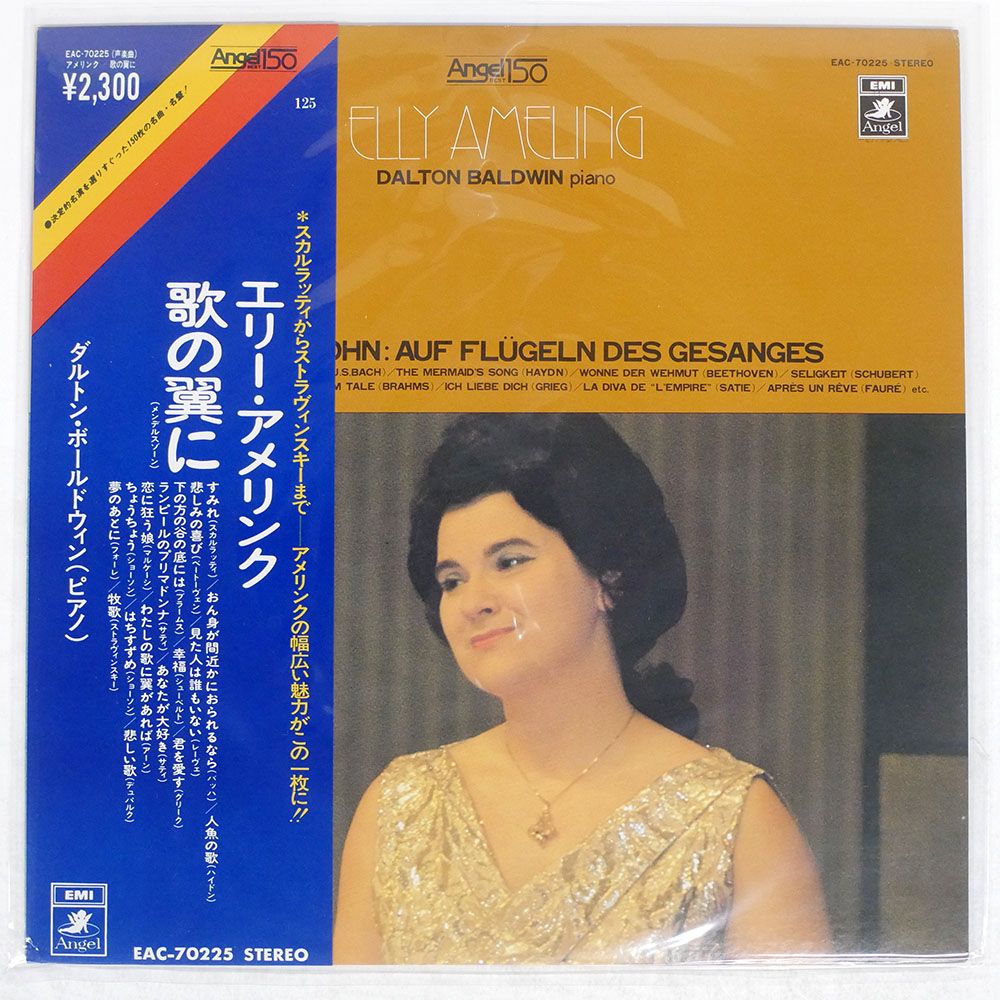 EAC-70225 (声楽曲)
アメリンク 歌の翼に
¥2,300
Angel BEST 150
125
●決定的名演を選りすぐった150枚の名曲・名盤!
*スカルラッティからストラヴィンスキーまで──アメリンクの幅広い魅力がこの一枚に!!
エリー・アメリンク
歌の翼に
(メンデルスゾーン)
ダルトン・ボールドウィン(ピアノ)
すみれ(スカルラッティ)/おん身が間近かにおられるなら(バッハ)/人魚の歌(ハイドン)
悲しみの喜び(ベートーヴェン)/見た人は誰もいない(レーヴェ)
下の方の谷の底には(ブラームス)/幸福(シューベルト)/君を愛す(グリーク)
ランピールのプリマドンナ(サティ)/あなたが大好き(サティ)
恋に狂う娘(マルケーシ)/わたしの歌に翼があれば(アーン)
ちょうちょう(ショーソン)/はちすずめ(ショーソン)/悲しい歌(デュパルク)
夢のあとに(フォーレ)/牧歌(ストラヴィンスキー)
EMI
Angel
EAC-70225 STEREO
Angel BEST 150
EAC-70225 STEREO
EMI
Angel
ELLY AMELING
DALTON BALDWIN piano
OHN: AUF FLÜGELN DES GESANGES
J.S.BACH)/THE MERMAID'S SONG (HAYDN)/WONNE DER WEHMUT (BEETHOVEN)/SELIGKEIT (SCHUBERT)
M TALE (BRAHMS)/ICH LIEBE DICH (GRIEG)/LA DIVA DE "L'EMPIRE" (SATIE)/APRÈS UN RÊVE (FAURÉ) etc.